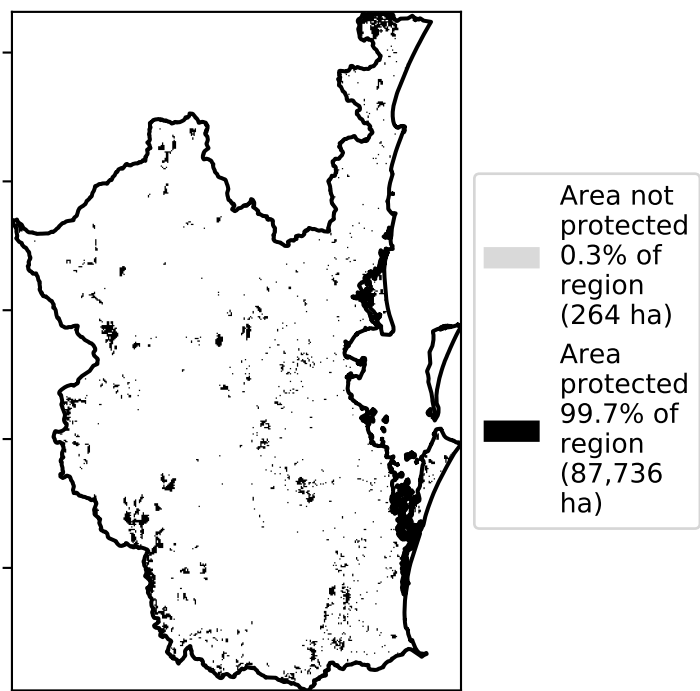 Area not
protected
0.3% of
region
(264 ha)
Area
protected
99.7% of
region
(87,736
ha)